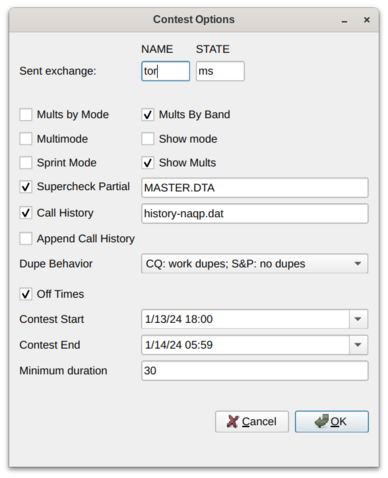 Contest Options
NAME STATE
Sent exchange: tor ms
Mults by Mode Mults By Band
Multimode Show mode
Sprint Mode Show Mults
Supercheck Partial MASTER.DTA
Call History history-naqp.dat
Append Call History
Dupe Behavior CQ: work dupes; S&P: no dupes
Off Times
Contest Start 1/13/24 18:00
Contest End 1/14/24 05:59
Minimum duration 30
Cancel OK